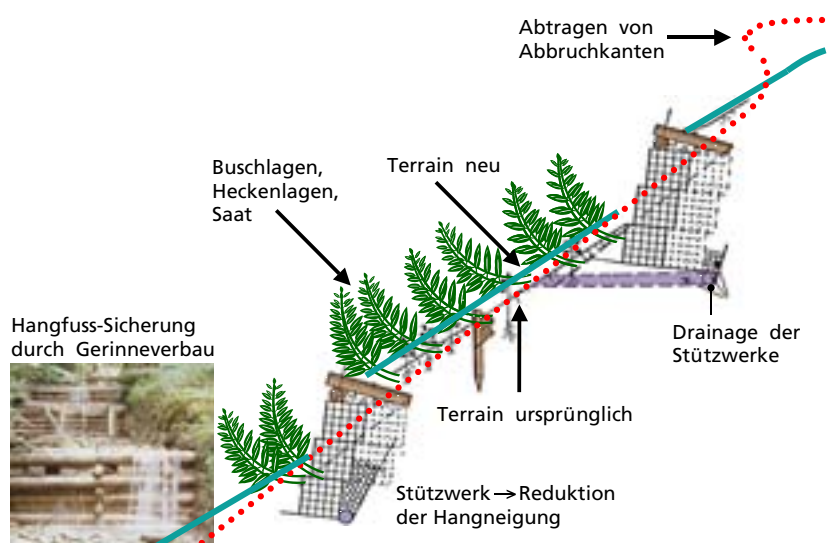 Abtragen von
Abbruchkanten
Buschlagen,
Heckenlagen,
Saat
Terrain neu
Hangfuss-Sicherung
durch Gerinneverbau
Drainage der
Stützwerke
Terrain ursprünglich
Stützwerk → Reduktion
der Hangneigung